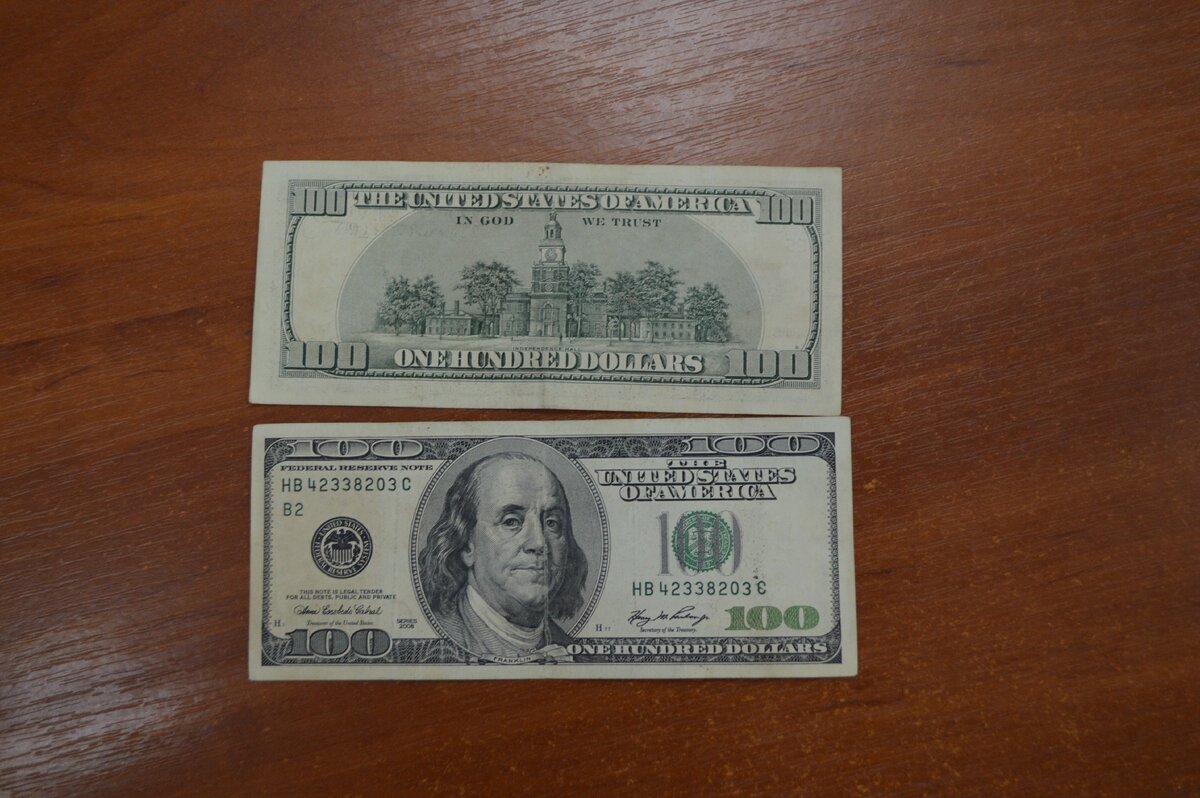 100 THE UNITED STATES OF AMERICA 100
IN GOD WE TRUST
INDEPENDENCE HALL
100 ONE HUNDRED DOLLARS 100
100 100
FEDERAL RESERVE NOTE
HB 42338203 C
B2
THE
UNITED STATES
OF AMERICA
100
HB 42338203 C
THIS NOTE IS LEGAL TENDER
FOR ALL DEBTS, PUBLIC AND PRIVATE
Treasurer of the United States.
SERIES
Secretary of the Treasury.
100
100
FRANKLIN
ONE HUNDRED DOLLARS